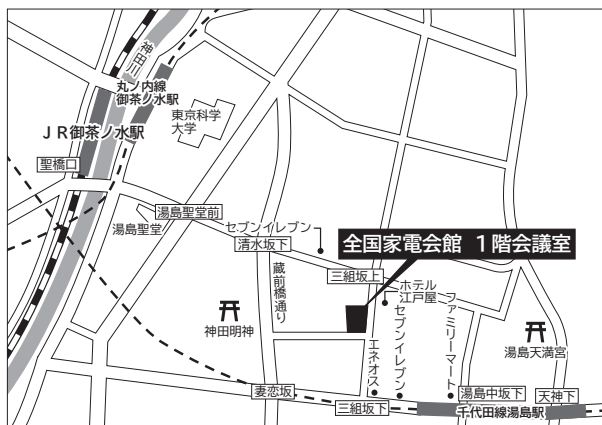 神田川
丸ノ内線
御茶ノ水駅
JR御茶ノ水駅
聖橋口
東京科学
大学
湯島聖堂前
湯島聖堂
セブンイレブン
清水坂下
全国家電会館 1階会議室
三組坂上
蔵前橋通り
神田明神
ホテル
江戸屋
セブンイレブン
ファミリーマート
エネオス
湯島天満宮
妻恋坂
三組坂下
湯島中坂下
天神下
千代田線湯島駅